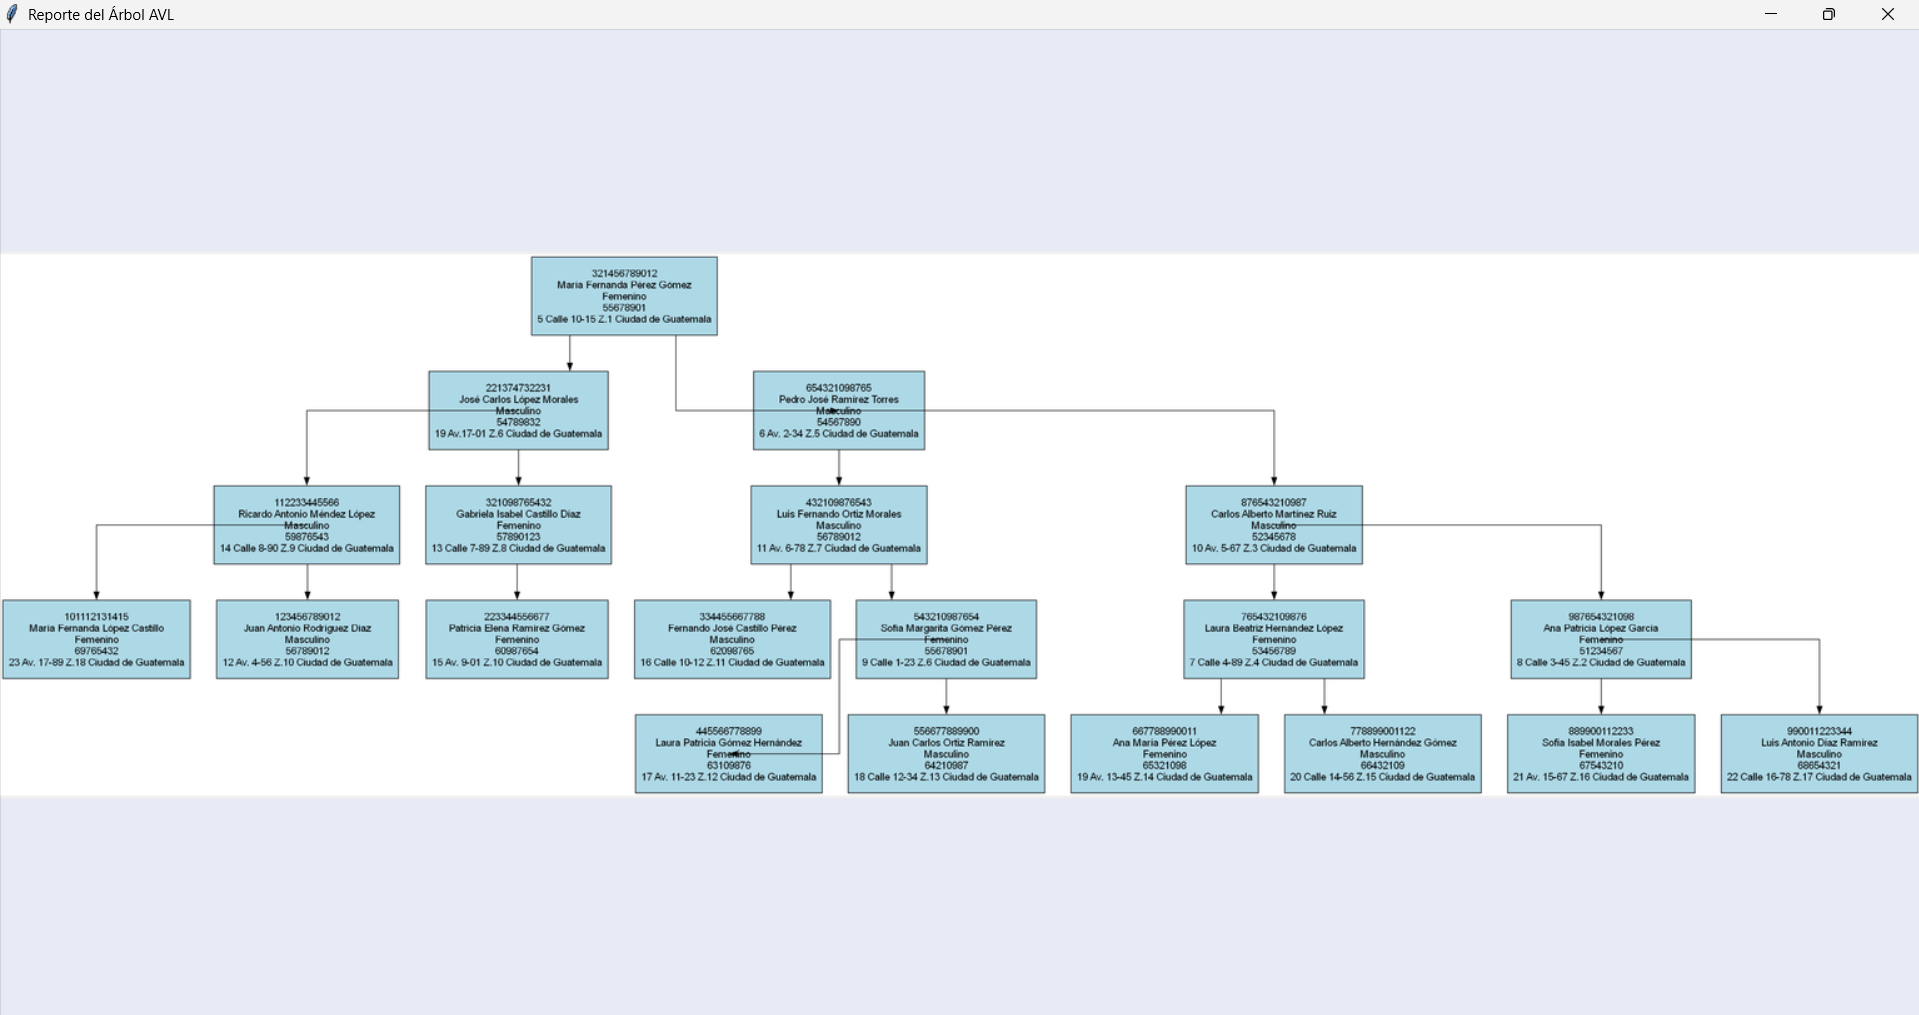 Reporte del Árbol AVL
321456789012
Maria Fernanda Pérez Gómez
Femenino
55678901
5 Calle 10-15 Z.1 Ciudad de Guatemala
221374732231
José Carlos López Morales
Masculino
54789832
19 Av.17-01 Z.6 Ciudad de Guatemala
654321098765
Pedro José Ramírez Torres
Masculino
54567890
6 Av. 2-34 Z.5 Ciudad de Guatemala
112233445566
Ricardo Antonio Méndez López
Masculino
59876543
14 Calle 8-90 Z.9 Ciudad de Guatemala
321098765432
Gabriela Isabel Castillo Díaz
Femenino
57890123
13 Calle 7-89 Z.8 Ciudad de Guatemala
432109876543
Luis Fernando Ortiz Morales
Masculino
56789012
11 Av. 6-78 Z.7 Ciudad de Guatemala
876543210987
Carlos Alberto Martínez Ruiz
Masculino
52345678
10 Av. 5-67 Z.3 Ciudad de Guatemala
101112131415
María Fernanda López Castillo
Femenino
69765432
23 Av. 17-89 Z.18 Ciudad de Guatemala
123456789012
Juan Antonio Rodríguez Díaz
Masculino
56789012
12 Av. 4-56 Z.10 Ciudad de Guatemala
223344556677
Patricia Elena Ramírez Gómez
Femenino
60987654
15 Av. 9-01 Z.10 Ciudad de Guatemala
334455667788
Fernando José Castillo Pérez
Masculino
62098765
16 Calle 10-12 Z.11 Ciudad de Guatemala
543210987654
Sofía Margarita Gómez Pérez
Femenino
55678901
9 Calle 1-23 Z.6 Ciudad de Guatemala
765432109876
Laura Beatriz Hernández López
Femenino
53456789
7 Calle 4-89 Z.4 Ciudad de Guatemala
987654321098
Ana Patricia López García
Femenino
51234567
8 Calle 3-45 Z.2 Ciudad de Guatemala
445566778899
Laura Patricia Gómez Hernández
Femenino
63109876
17 Av. 11-23 Z.12 Ciudad de Guatemala
556677889900
Juan Carlos Ortiz Ramírez
Masculino
64210987
18 Calle 12-34 Z.13 Ciudad de Guatemala
667788990011
Ana María Pérez López
Femenino
65321098
19 Av. 13-45 Z.14 Ciudad de Guatemala
778899001122
Carlos Alberto Hernández Gómez
Masculino
66432109
20 Calle 14-56 Z.15 Ciudad de Guatemala
889900112233
Sofía Isabel Morales Pérez
Femenino
67543210
21 Av. 15-67 Z.16 Ciudad de Guatemala
990011223344
Luis Antonio Díaz Ramírez
Masculino
68654321
22 Calle 16-78 Z.17 Ciudad de Guatemala